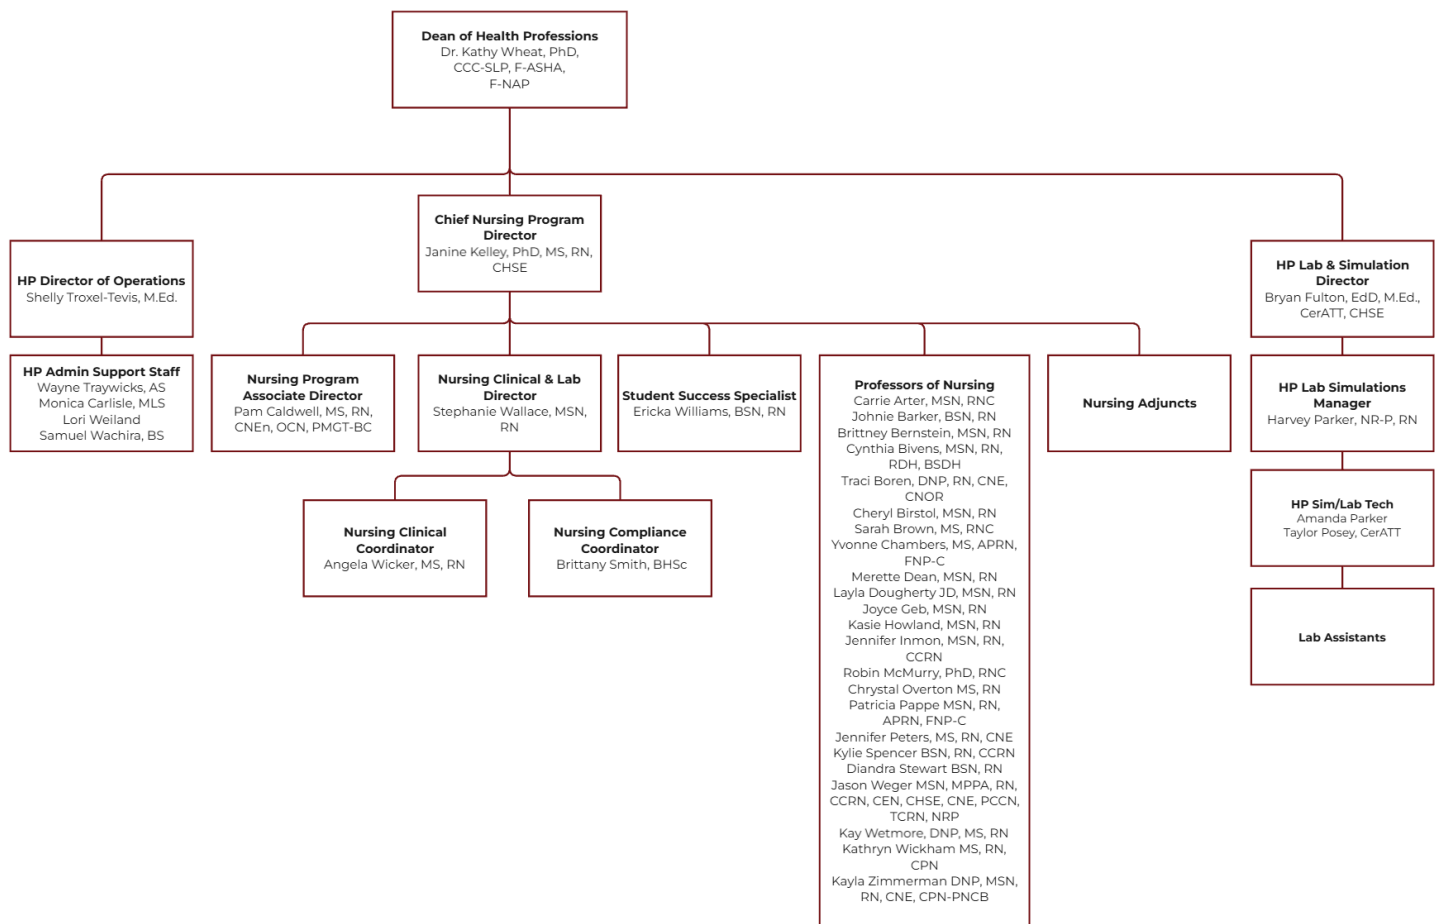 Dean of Health Professions
Dr. Kathy Wheat, PhD,
CCC-SLP, F-ASHA,
F-NAP
HP Director of Operations
Shelly Troxel-Tevis, M.Ed.
HP Admin Support Staff
Wayne Traywicks, AS
Monica Carlisle, MLS
Lori Weiland
Samuel Wachira, BS
Chief Nursing Program
Director
Janine Kelley, PhD, MS, RN,
CHSE
Nursing Program
Associate Director
Pam Caldwell, MS, RN,
CNEn, OCN, PMGT-BC
Nursing Clinical & Lab
Director
Stephanie Wallace, MSN,
RN
Nursing Clinical
Coordinator
Angela Wicker, MS, RN
Nursing Compliance
Coordinator
Brittany Smith, BHSc
Student Success Specialist
Ericka Williams, BSN, RN
Professors of Nursing
Carrie Arter, MSN, RNC
Johnie Barker, BSN, RN
Brittney Bernstein, MSN, RN
Cynthia Bivens, MSN, RN,
RDH, BSDH
Traci Boren, DNP, RN, CNE,
CNOR
Cheryl Birstol, MSN, RN
Sarah Brown, MS, RNC
Yvonne Chambers, MS, APRN,
FNP-C
Merette Dean, MSN, RN
Layla Dougherty JD, MSN, RN
Joyce Geb, MSN, RN
Kasie Howland, MSN, RN
Jennifer Inmon, MSN, RN,
CCRN
Robin McMurry, PhD, RNC
Chrystal Overton MS, RN
Patricia Pappe MSN, RN,
APRN, FNP-C
Jennifer Peters, MS, RN, CNE
Kylie Spencer BSN, RN, CCRN
Diandra Stewart BSN, RN
Jason Weger MSN, MPPA, RN,
CCRN, CEN, CHSE, CNE, PCCN,
TCRN, NRP
Kay Wetmore, DNP, MS, RN
Kathryn Wickham MS, RN,
CPN
Kayla Zimmerman DNP, MSN,
RN, CNE, CPN-PNCB
Nursing Adjuncts
HP Lab & Simulation
Director
Bryan Fulton, EdD, M.Ed.,
CerATT, CHSE
HP Lab Simulations
Manager
Harvey Parker, NR-P, RN
HP Sim/Lab Tech
Amanda Parker
Taylor Posey, CerATT
Lab Assistants